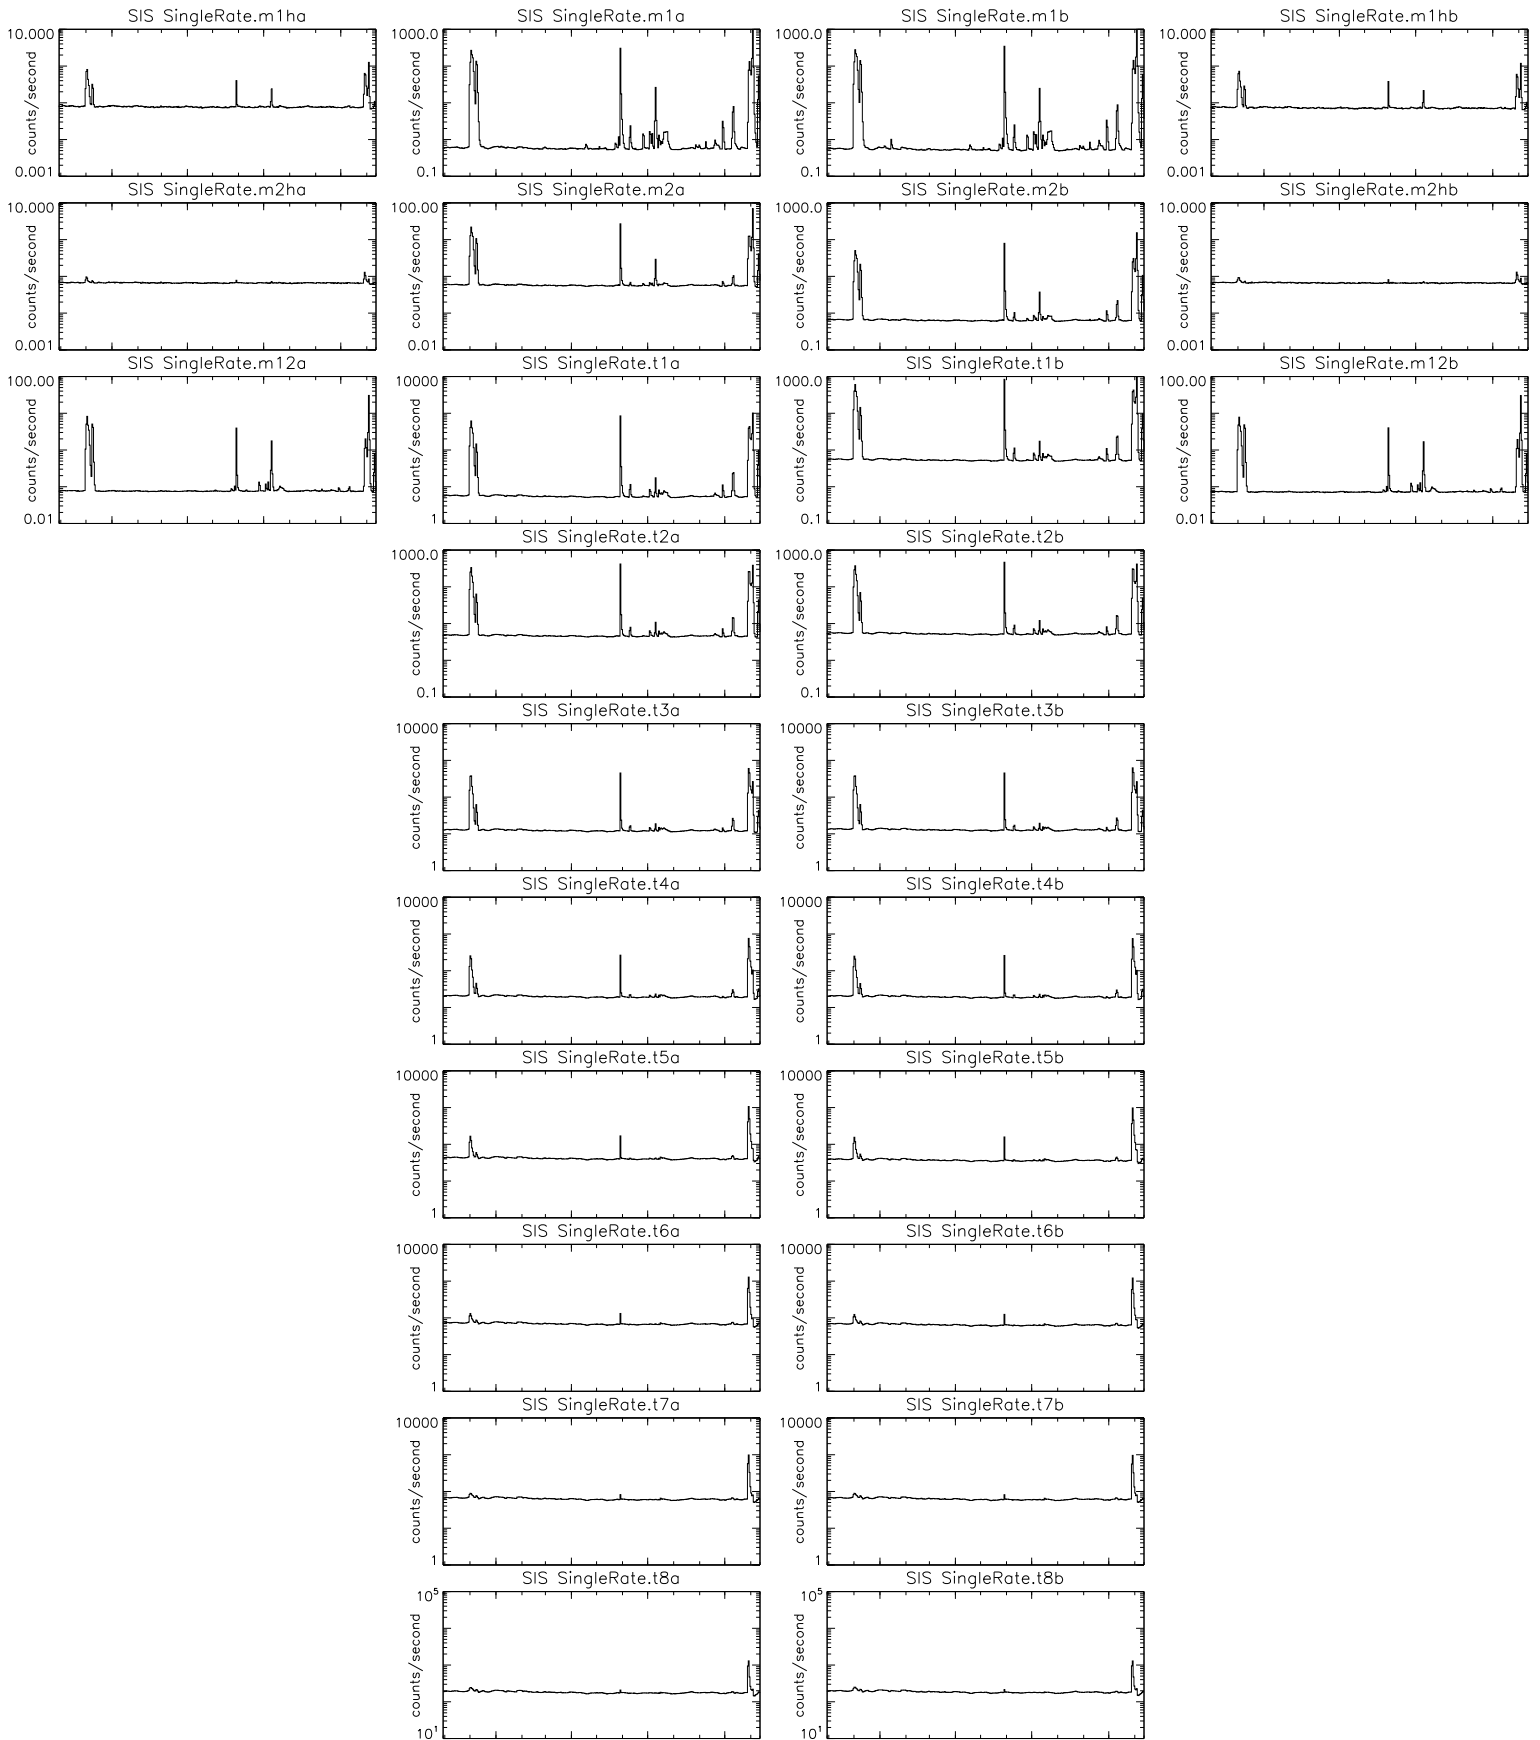 SIS SingleRate.m1ha
10.000
counts/second
0.001
SIS SingleRate.m1a
1000.0
counts/second
0.1
SIS SingleRate.m1b
1000.0
counts/second
0.1
SIS SingleRate.m1hb
10.000
counts/second
0.001
SIS SingleRate.m2ha
10.000
counts/second
0.001
SIS SingleRate.m2a
100.00
counts/second
0.01
SIS SingleRate.m2b
1000.0
counts/second
0.1
SIS SingleRate.m2hb
10.000
counts/second
0.001
SIS SingleRate.m12a
100.00
counts/second
0.01
SIS SingleRate.t1a
10000
counts/second
1
SIS SingleRate.t1b
1000.0
counts/second
0.1
SIS SingleRate.m12b
100.00
counts/second
0.01
SIS SingleRate.t2a
1000.0
counts/second
0.1
SIS SingleRate.t2b
1000.0
counts/second
0.1
SIS SingleRate.t3a
10000
counts/second
1
SIS SingleRate.t3b
10000
counts/second
1
SIS SingleRate.t4a
10000
counts/second
1
SIS SingleRate.t4b
10000
counts/second
1
SIS SingleRate.t5a
10000
counts/second
1
SIS SingleRate.t5b
10000
counts/second
1
SIS SingleRate.t6a
10000
counts/second
1
SIS SingleRate.t6b
10000
counts/second
1
SIS SingleRate.t7a
10000
counts/second
1
SIS SingleRate.t7b
10000
counts/second
1
SIS SingleRate.t8a
10⁵
counts/second
10¹
SIS SingleRate.t8b
10⁵
counts/second
10¹